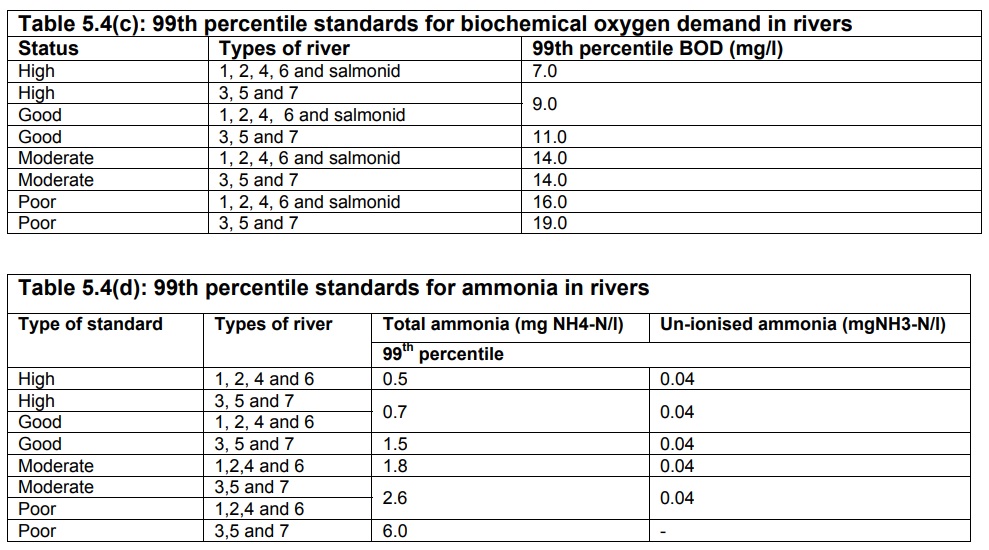 Table 5.4(c): 99th percentile standards for biochemical oxygen demand in rivers
Status Types of river 99th percentile BOD (mg/l)
High 1, 2, 4, 6 and salmonid 7.0
High 3, 5 and 7 9.0
Good 1, 2, 4, 6 and salmonid
Good 3, 5 and 7 11.0
Moderate 1, 2, 4, 6 and salmonid 14.0
Moderate 3, 5 and 7 14.0
Poor 1, 2, 4, 6 and salmonid 16.0
Poor 3, 5 and 7 19.0
Table 5.4(d): 99th percentile standards for ammonia in rivers
Type of standard Types of river Total ammonia (mg NH4-N/l) Un-ionised ammonia (mgNH3-N/l)
99th percentile
High 1, 2, 4 and 6 0.5 0.04
High 3, 5 and 7 0.7 0.04
Good 1, 2, 4 and 6
Good 3, 5 and 7 1.5 0.04
Moderate 1,2,4 and 6 1.8 0.04
Moderate 3,5 and 7 2.6 0.04
Poor 1,2,4 and 6
Poor 3,5 and 7 6.0 -